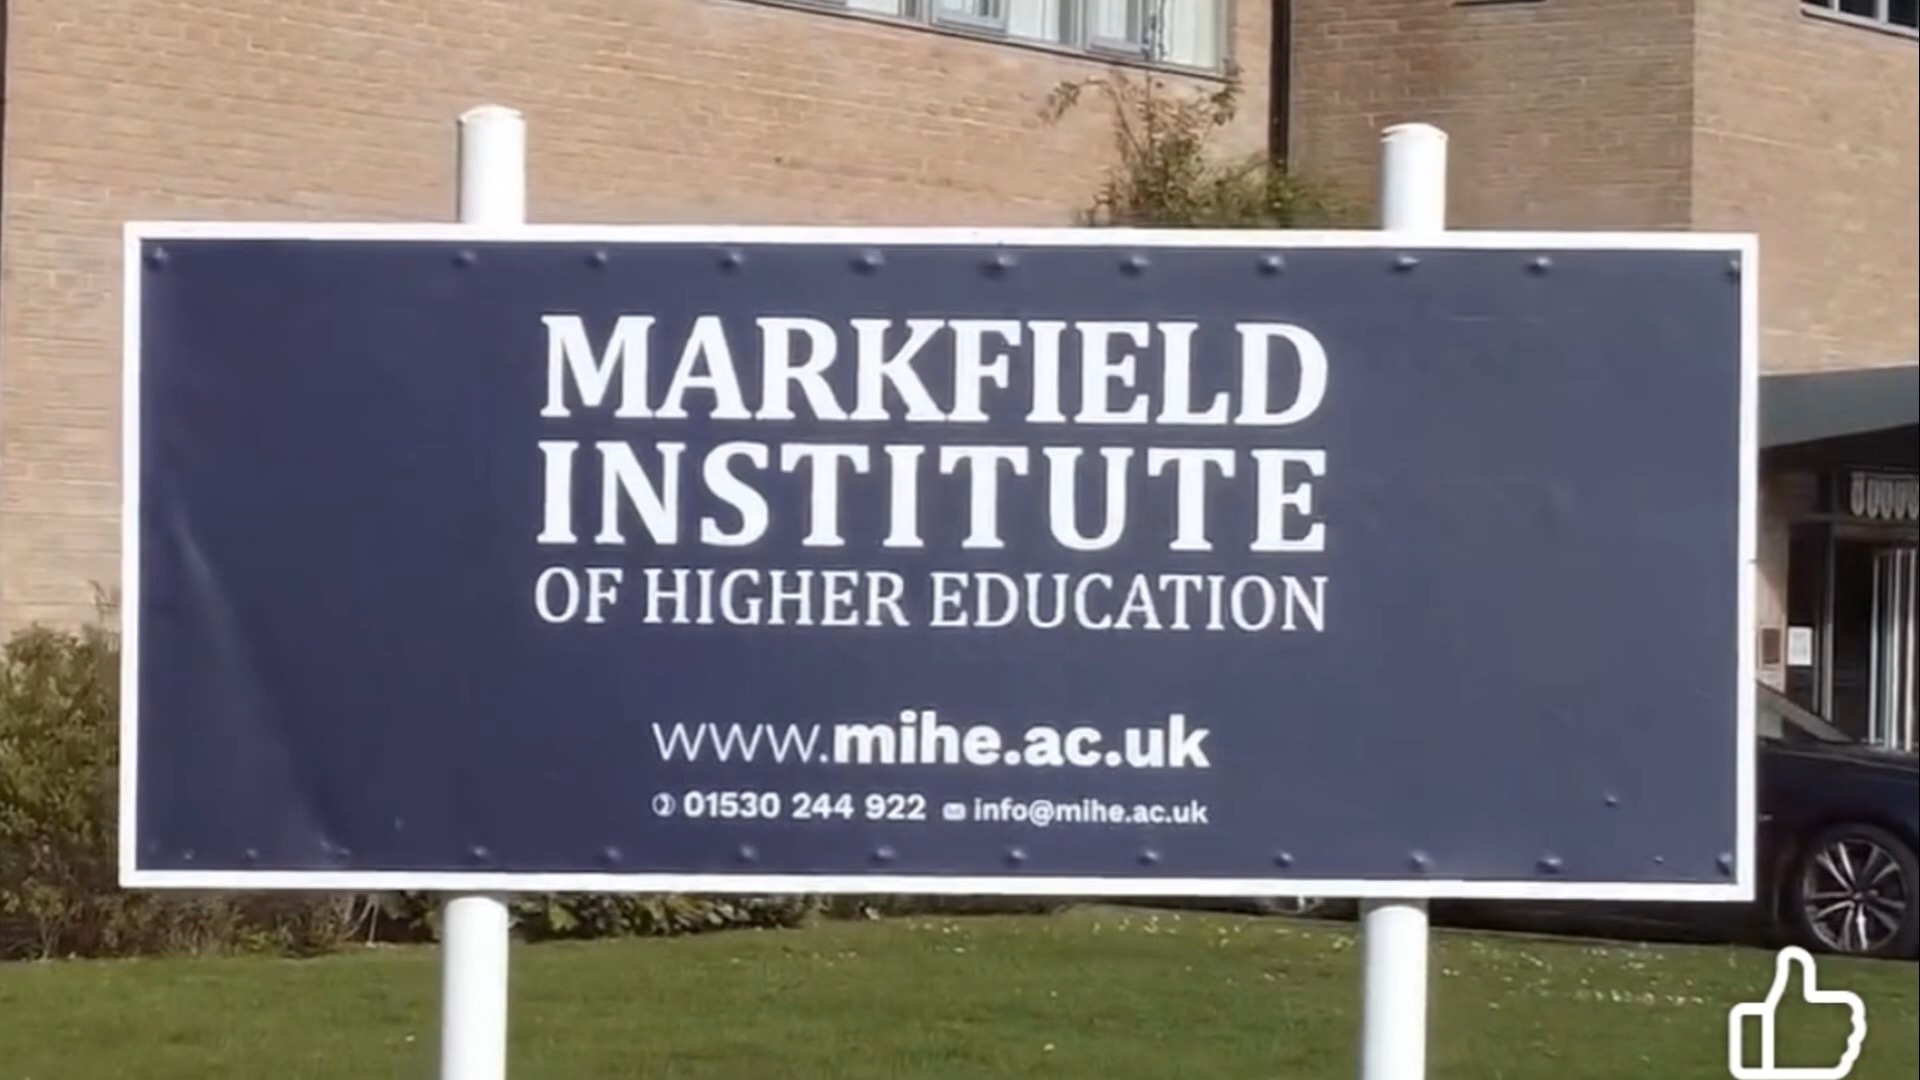 MARKFIELD
INSTITUTE
OF HIGHER EDUCATION
www.mihe.ac.uk
01530 244 922 info@mihe.ac.uk